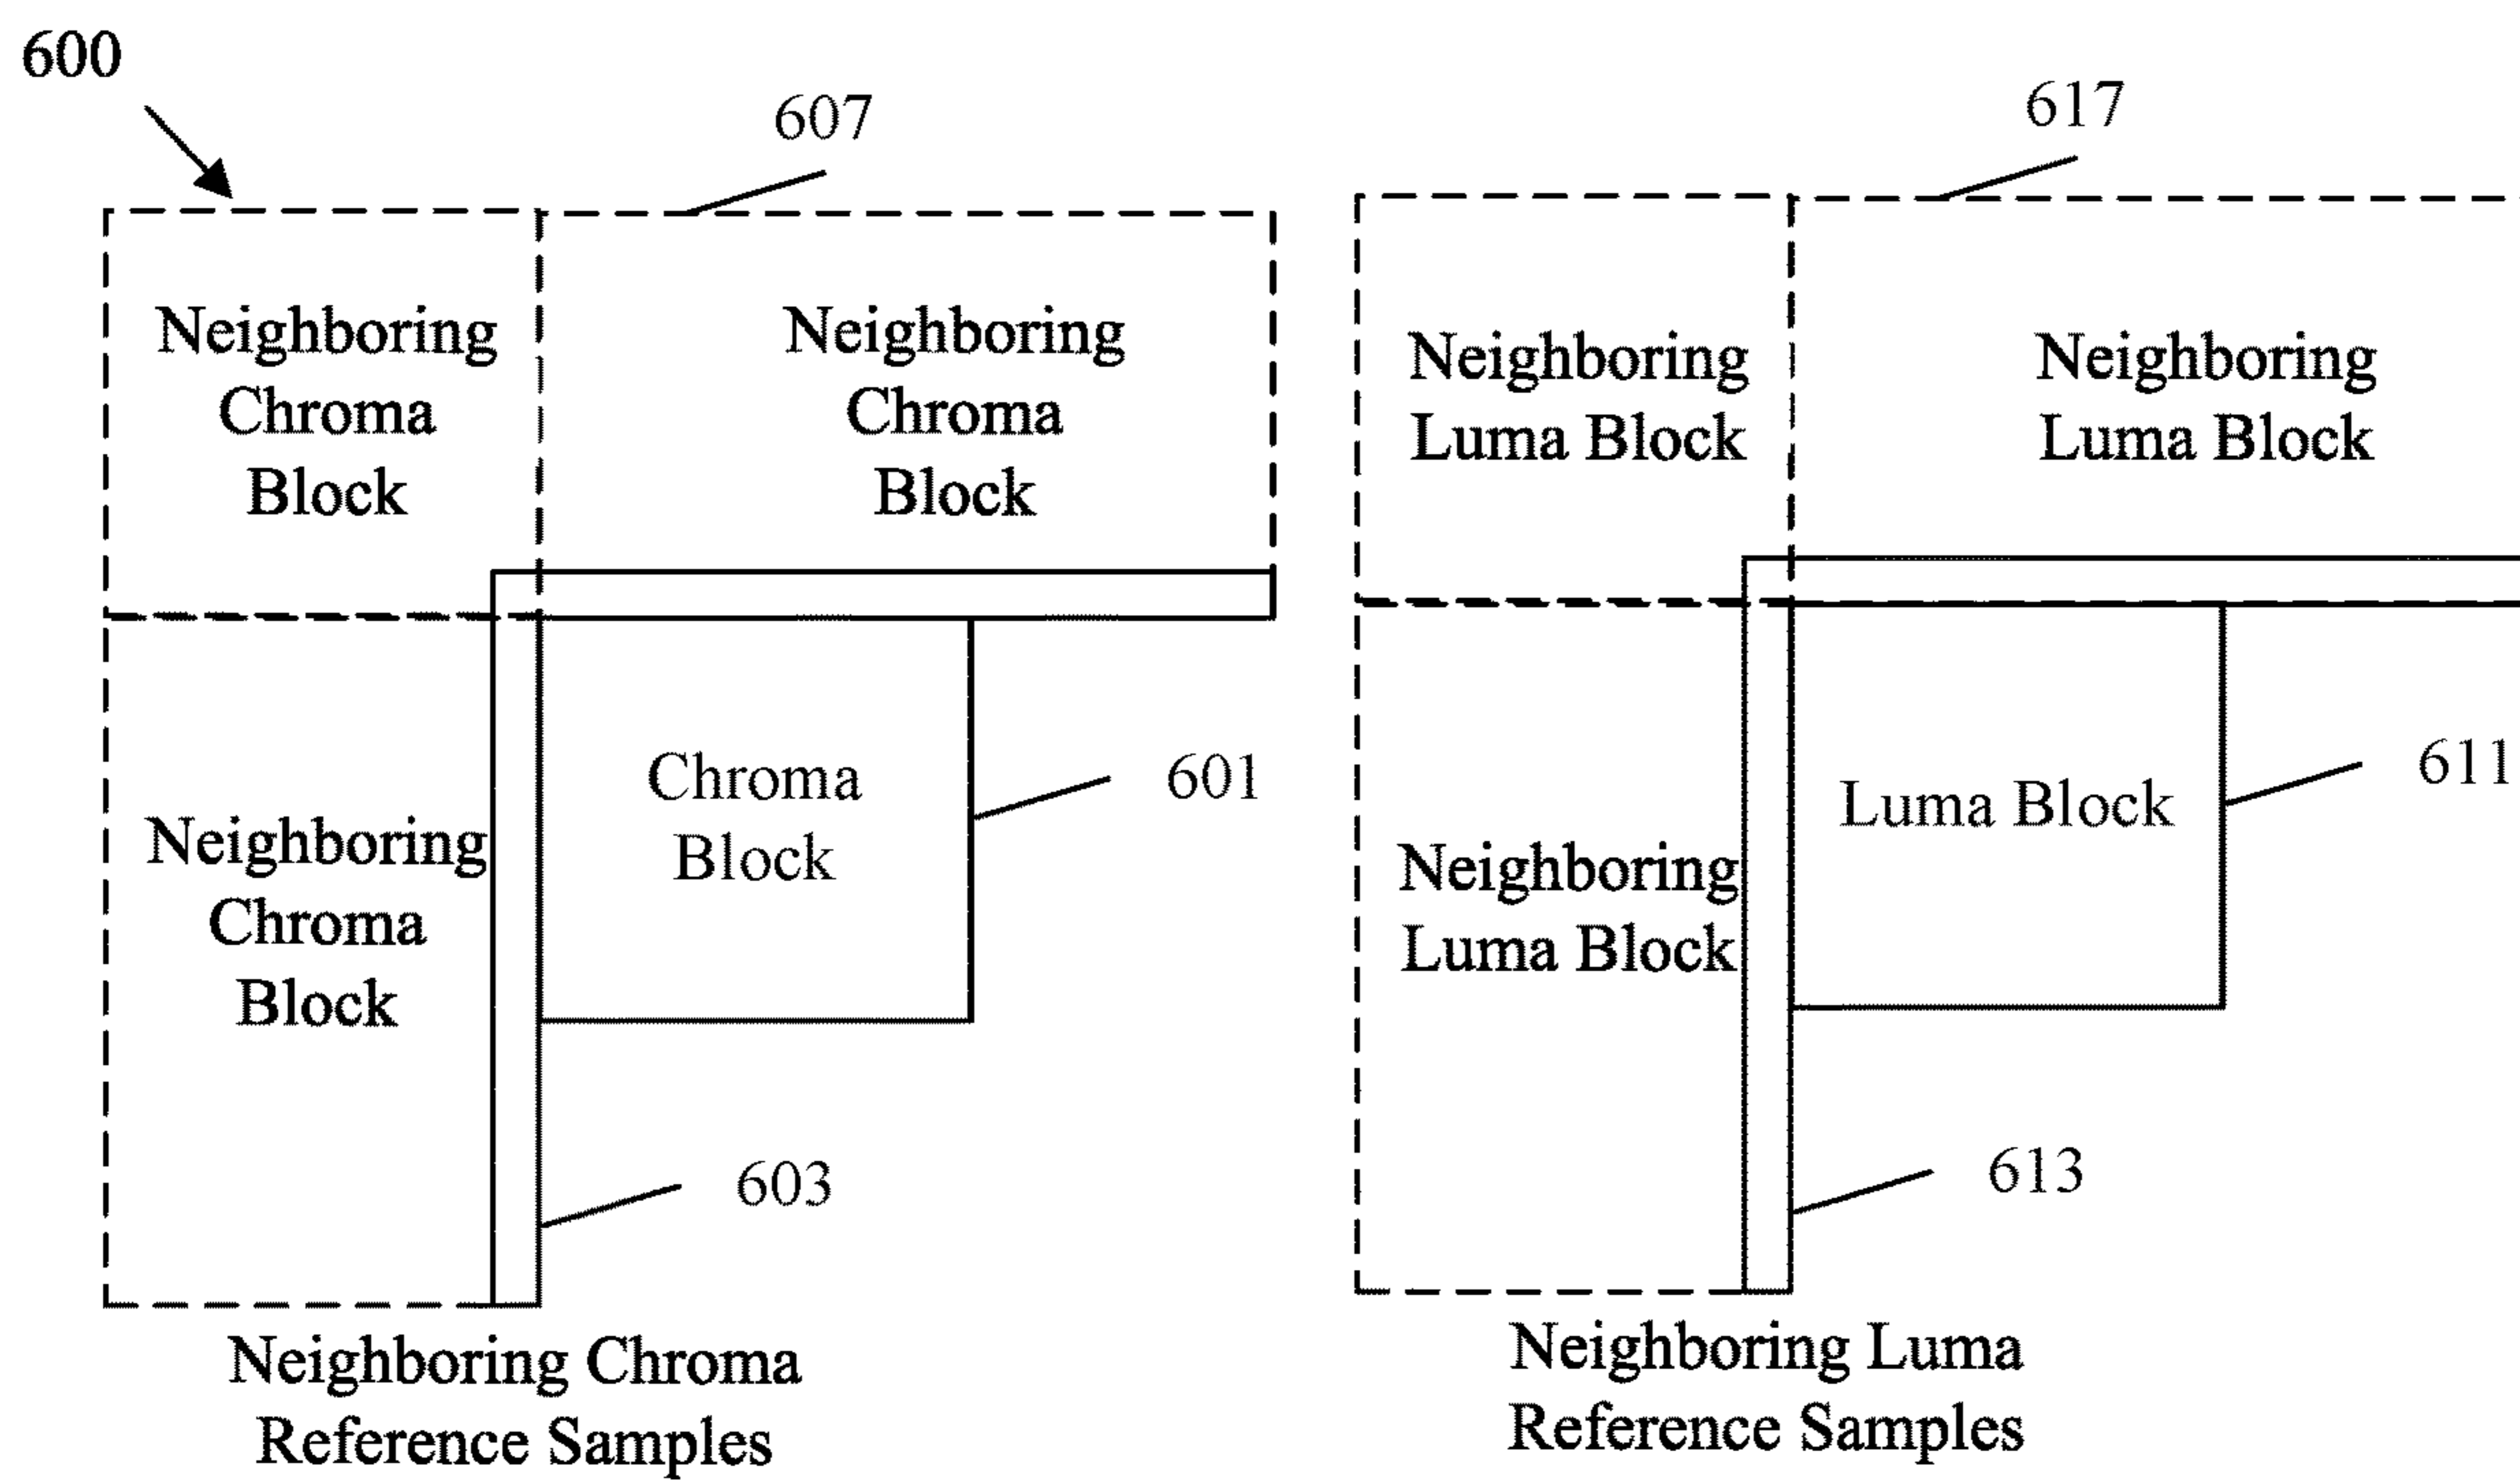 600
607
617
Neighboring
Chroma
Block
Neighboring
Chroma
Block
Neighboring
Luma Block
Neighboring
Luma Block
Chroma
Block
601
Luma Block
611
Neighboring
Chroma
Block
Neighboring
Luma Block
603
613
Neighboring Chroma
Reference Samples
Neighboring Luma
Reference Samples